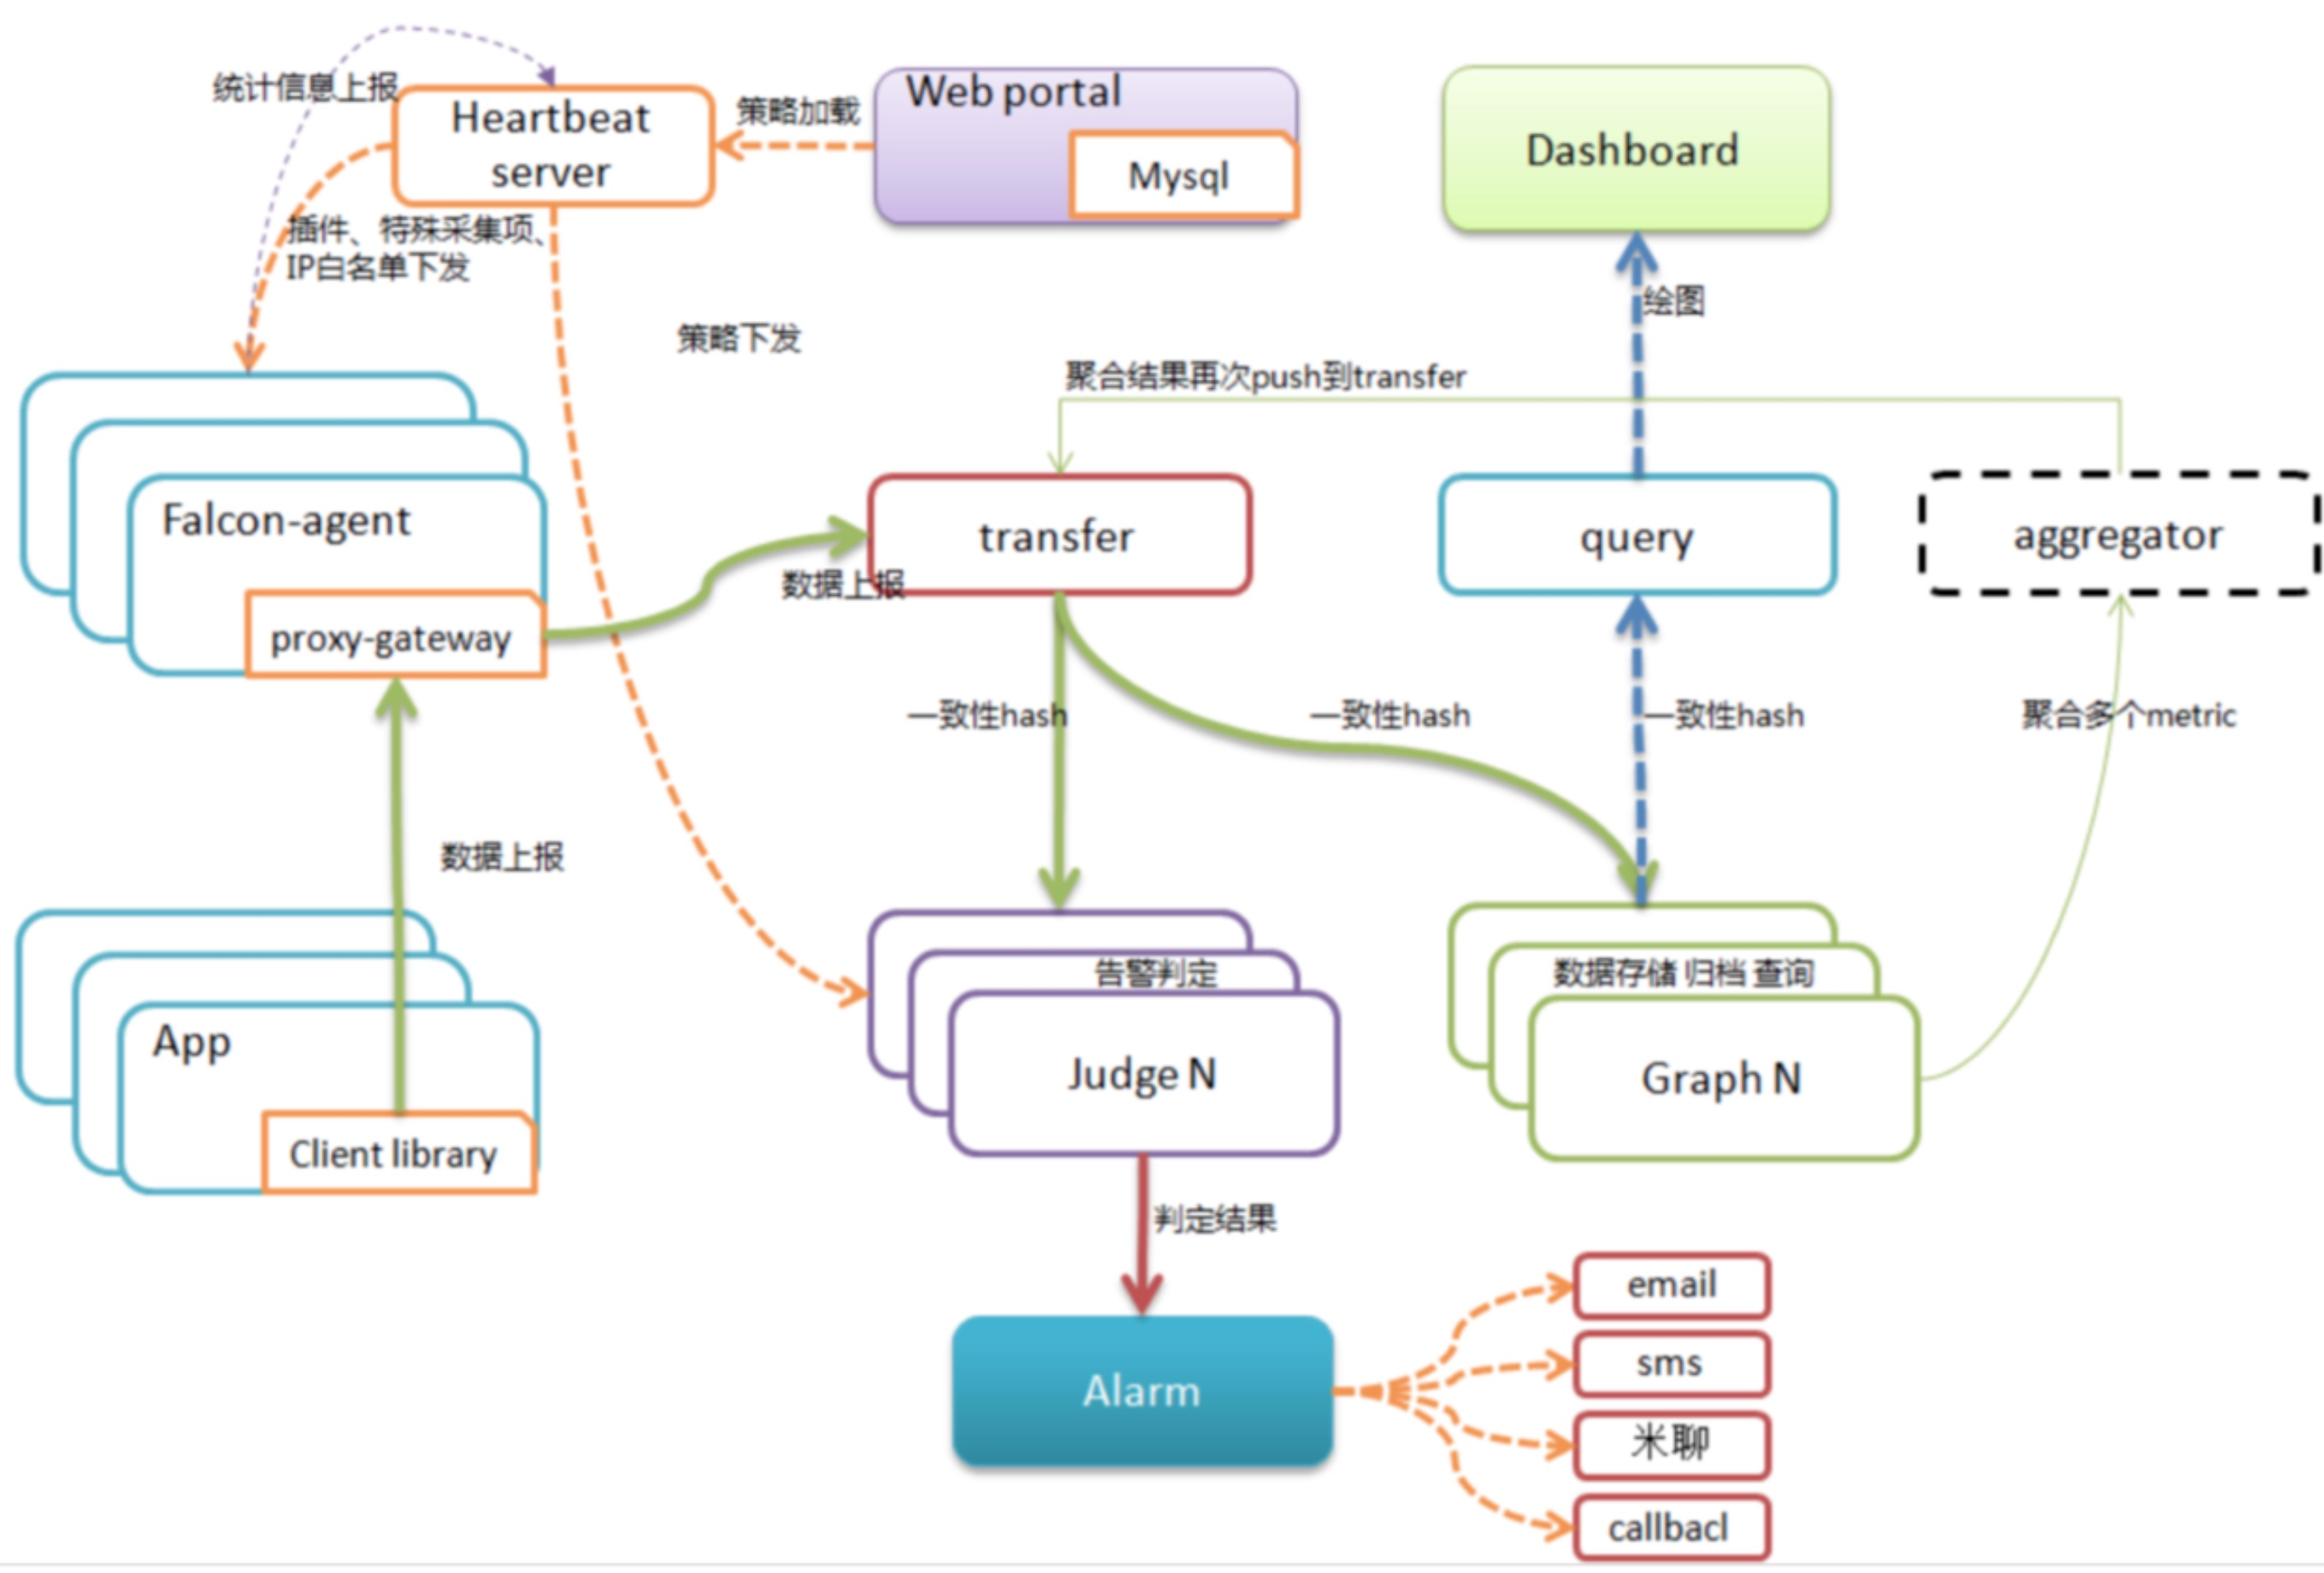 统计信息上报
Heartbeat
server
策略加载
Web portal
Mysql
Dashboard
插件、特殊采集项、
IP白名单下发
绘图
策略下发
聚合结果再次push到transfer
Falcon-agent
proxy-gateway
transfer
query
aggregator
数据上报
一致性hash
一致性hash
一致性hash
聚合多个metric
数据上报
告警判定
数据存储 归档 查询
App
Client library
Judge N
Graph N
判定结果
Alarm
email
sms
米聊
callbacl